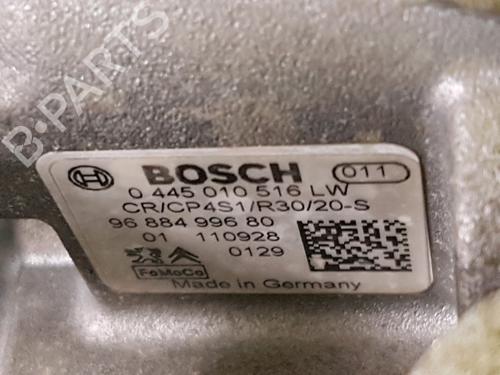 B·PARTS
BOSCH 011
0 445 010 516 LW
CR/CP4S1/R30/20-S
96 884 996 80
01 110928
0129
FoMoCo
Made in Germany